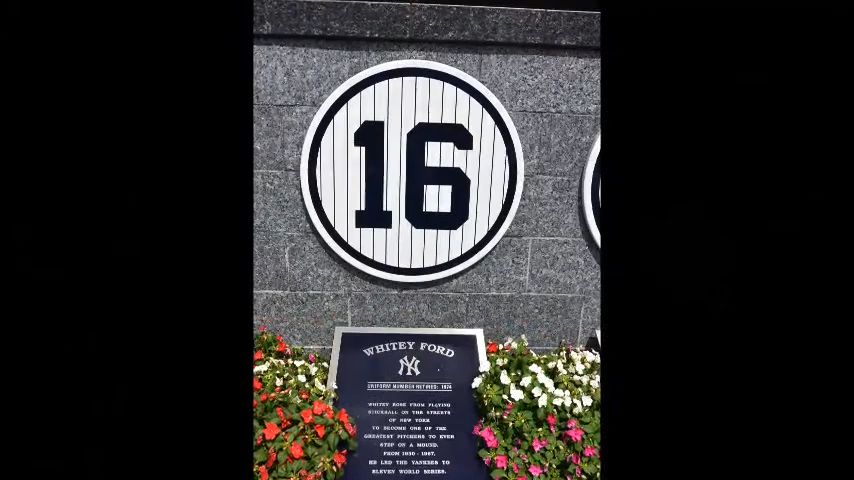 16
WHITEY FORD
NY
UNIFORM NUMBER RETIRED: 1974
WHITEY ROSE FROM PLAYING
STICKBALL ON THE STREETS
OF NEW YORK
TO BECOME ONE OF THE
GREATEST PITCHERS TO EVER
STEP ON A MOUND.
FROM 1950 - 1967,
HE LED THE YANKEES TO
ELEVEN WORLD SERIES.